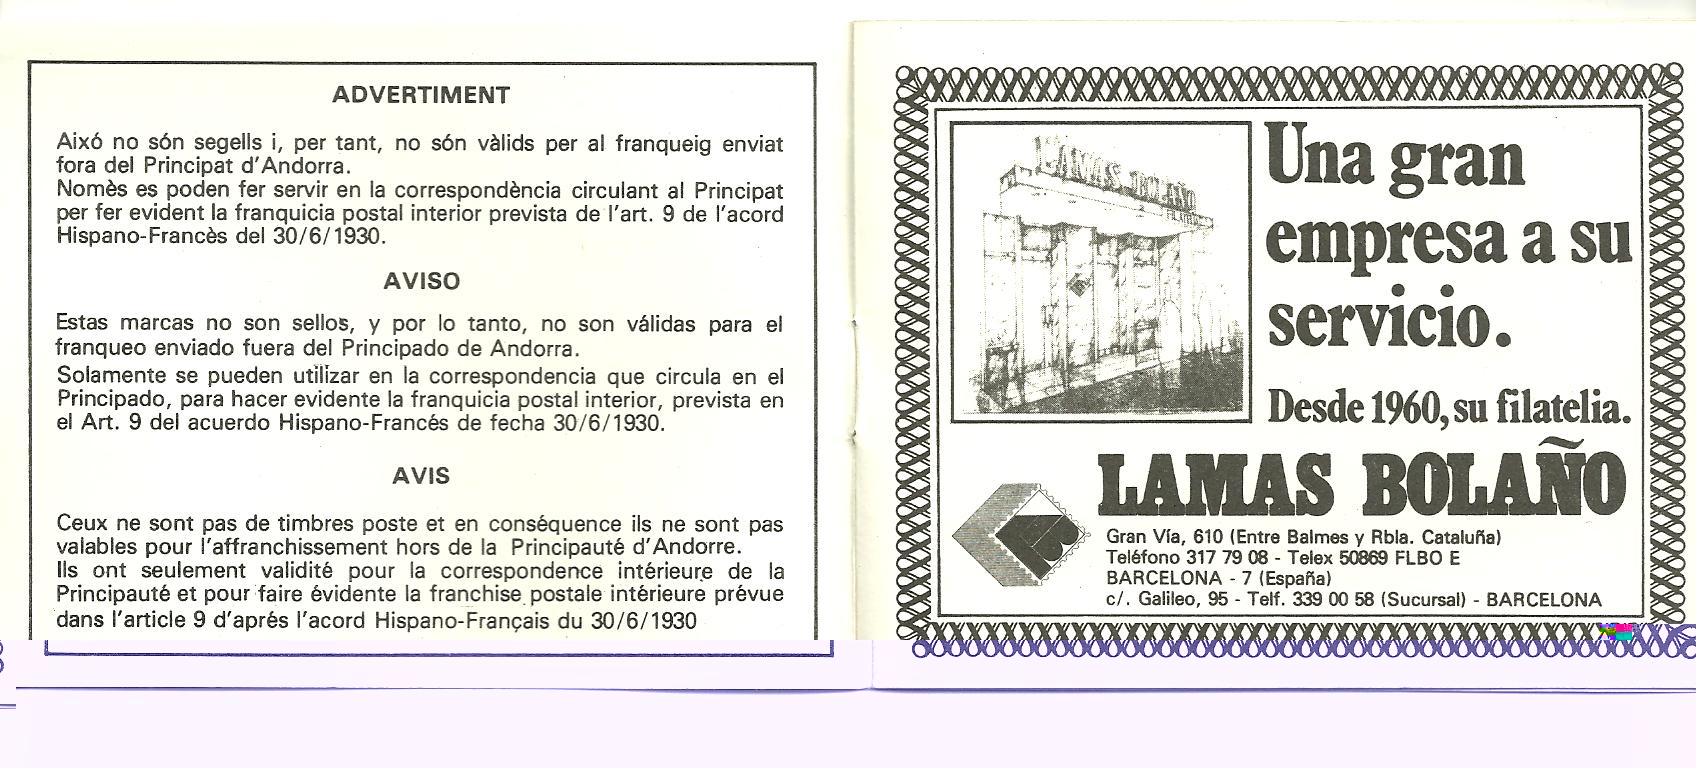 ADVERTIMENT
Aixó no són segells i, per tant, no són vàlids per al franqueig enviat
fora del Principat d'Andorra.
Nomès es poden fer servir en la correspondència circulant al Principat
per fer evident la franquicia postal interior prevista de l'art. 9 de l'acord
Hispano-Francès del 30/6/1930.
AVISO
Estas marcas no son sellos, y por lo tanto, no son válidas para el
franqueo enviado fuera del Principado de Andorra.
Solamente se pueden utilizar en la correspondencia que circula en el
Principado, para hacer evidente la franquicia postal interior, prevista en
el Art. 9 del acuerdo Hispano-Francés de fecha 30/6/1930.
AVIS
Ceux ne sont pas de timbres poste et en conséquence ils ne sont pas
valables pour l'affranchissement hors de la Principauté d'Andorre.
Ils ont seulement validité pour la correspondence intérieure de la
Principauté et pour faire évidente la franchise postale intérieure prévue
dans l'article 9 d'aprés l'acord Hispano-Français du 30/6/1930
LAMAS BOLAÑO
Una gran
empresa a su
servicio.
Desde 1960, su filatelia.
LAMAS BOLAÑO
Gran Vía, 610 (Entre Balmes y Rbla. Cataluña)
Teléfono 317 79 08 - Telex 50869 FLBO E
BARCELONA - 7 (España)
c/. Galileo, 95 - Telf. 339 00 58 (Sucursal) - BARCELONA